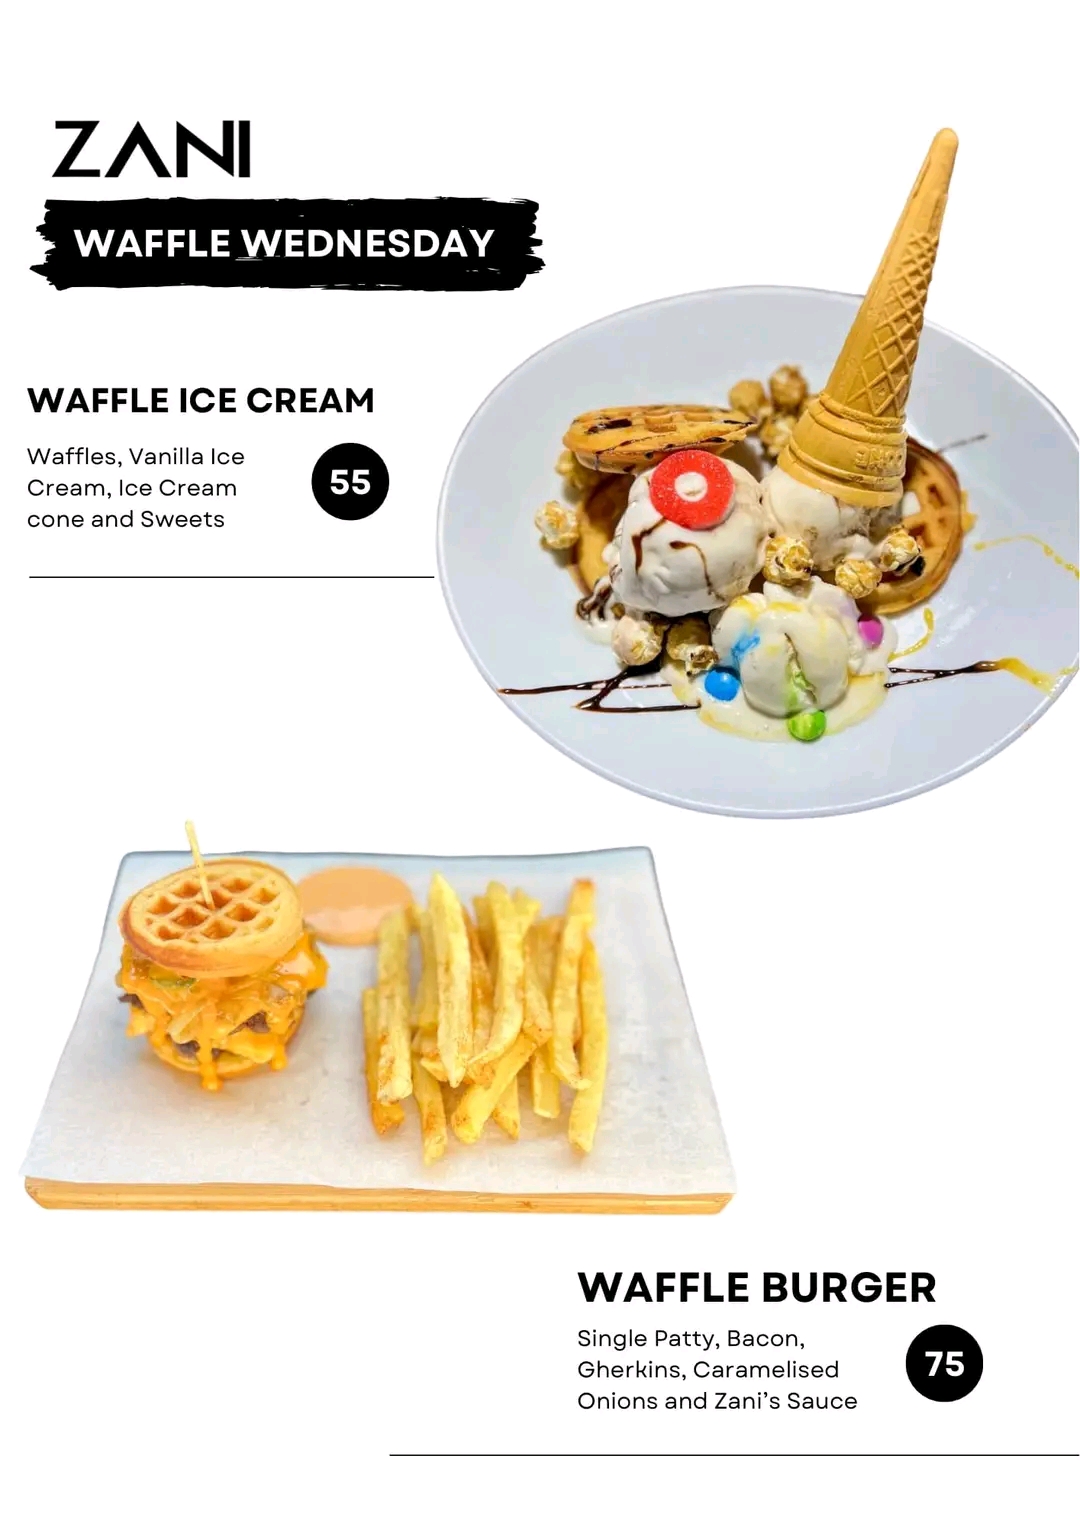 ZANI
WAFFLE WEDNESDAY
WAFFLE ICE CREAM
Waffles, Vanilla Ice
Cream, Ice Cream
cone and Sweets
55
WAFFLE BURGER
Single Patty, Bacon,
Gherkins, Caramelised
Onions and Zani’s Sauce
75